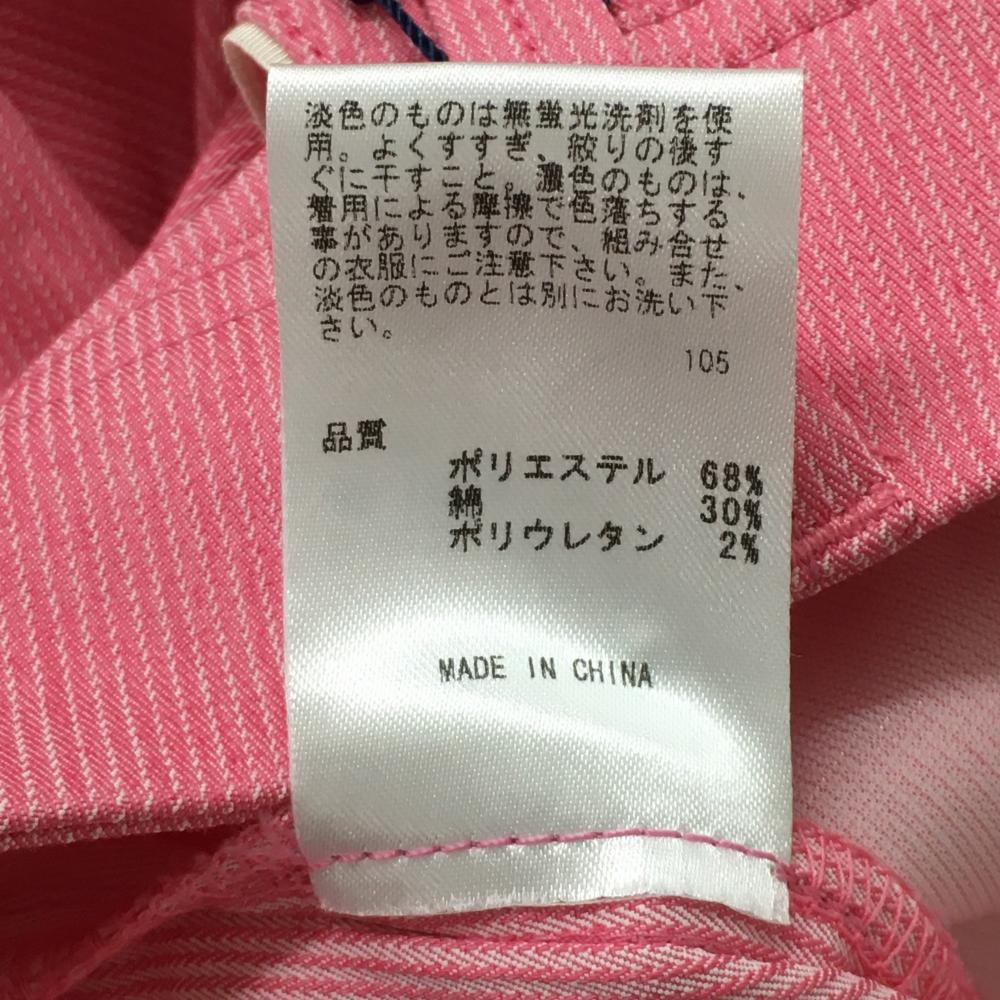 淡色のものは無蛍光洗剤を使
用。よくすすぎ、絞りの後す
ぐに干すこと。濃色のものは、
着用による摩擦で色落ちする
事がありますので、組み合せ
の衣服にご注意下さい。また、
淡色のものとは別にお洗い下
さい。
105
品質
ポリエステル 68%
綿 30%
ポリウレタン 2%
MADE IN CHINA